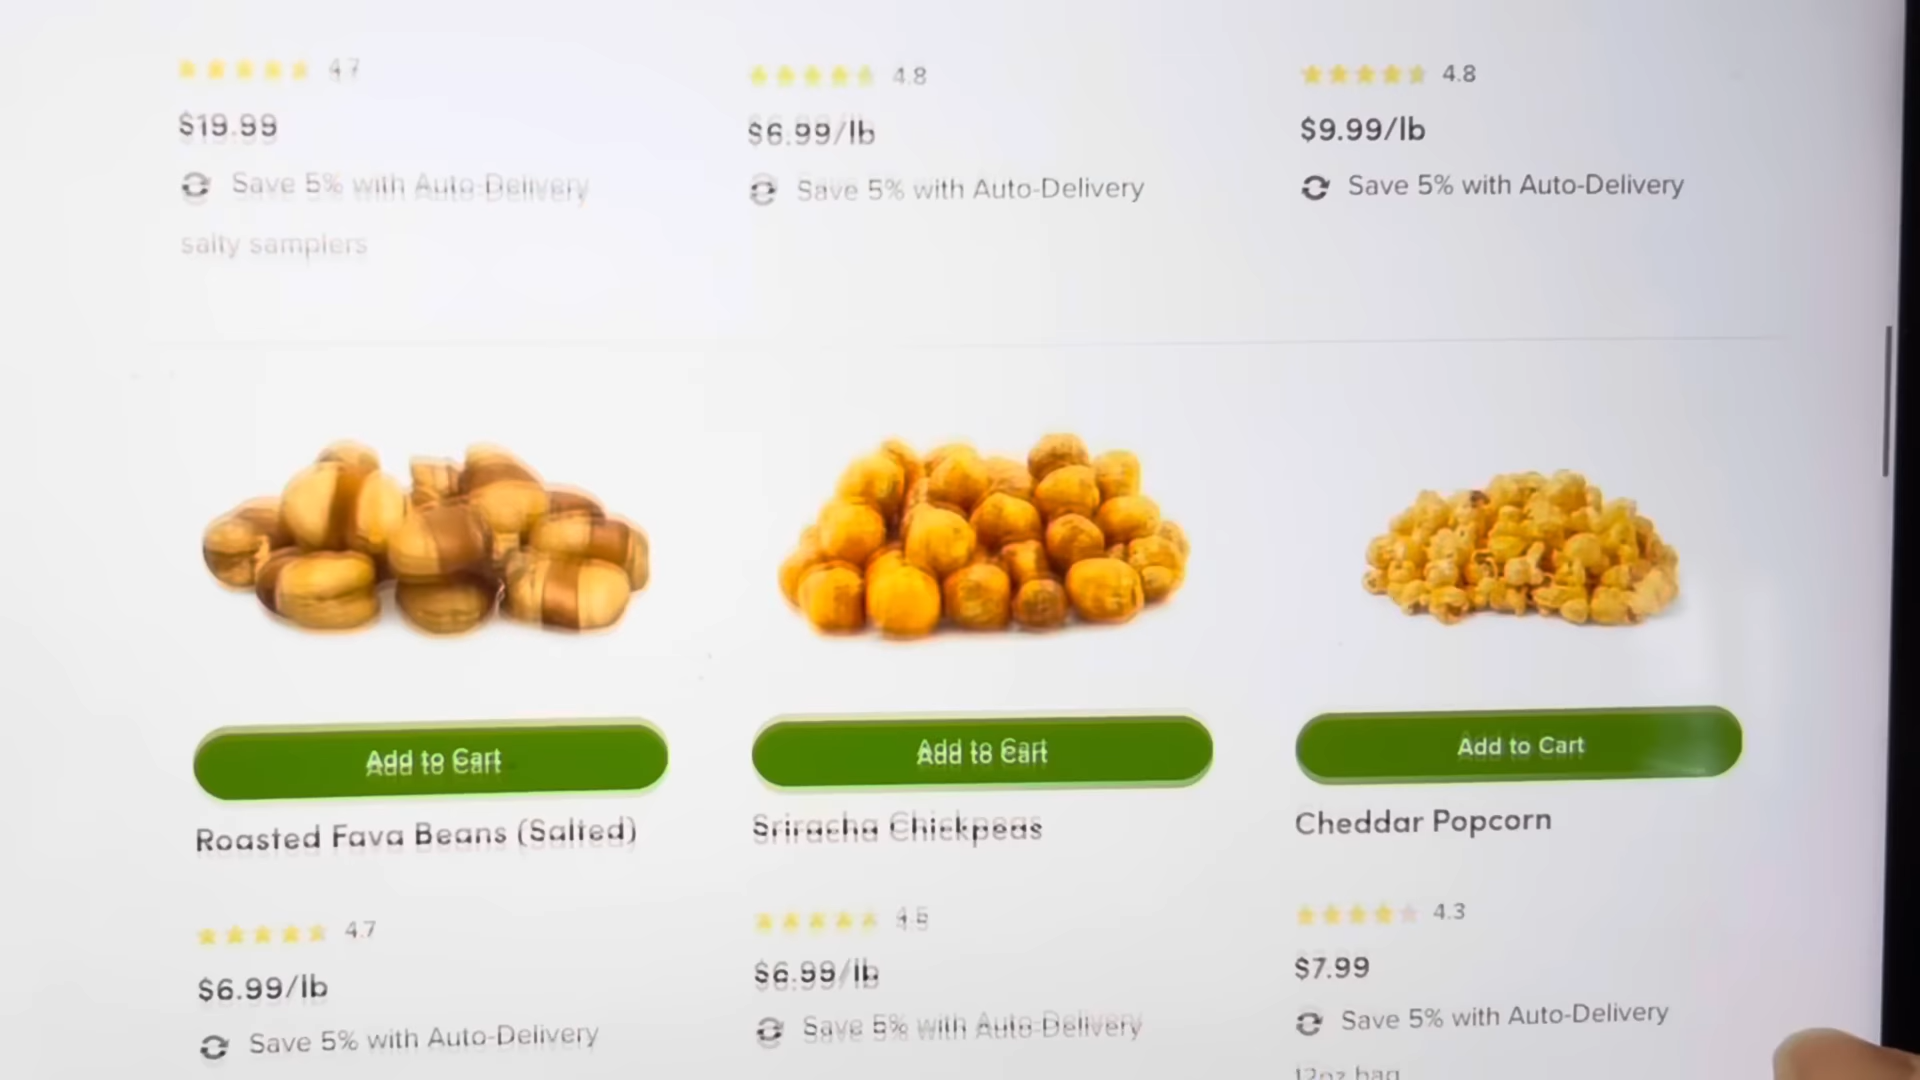 4.7
$19.99
Save 5% with Auto-Delivery
salty samplers
4.8
$6.99/lb
Save 5% with Auto-Delivery
4.8
$9.99/lb
Save 5% with Auto-Delivery
Add to Cart
Roasted Fava Beans (Salted)
4.7
$6.99/lb
Save 5% with Auto-Delivery
Add to Cart
Sriracha Chickpeas
4.5
$6.99/lb
Save 5% with Auto-Delivery
Add to Cart
Cheddar Popcorn
4.3
$7.99
Save 5% with Auto-Delivery
12oz bag